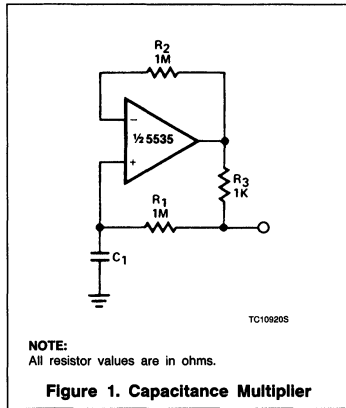 R2
1M
−
½ 5535
+
R3
1K
R1
1M
C1
TC10920S
NOTE:
All resistor values are in ohms.
Figure 1. Capacitance Multiplier